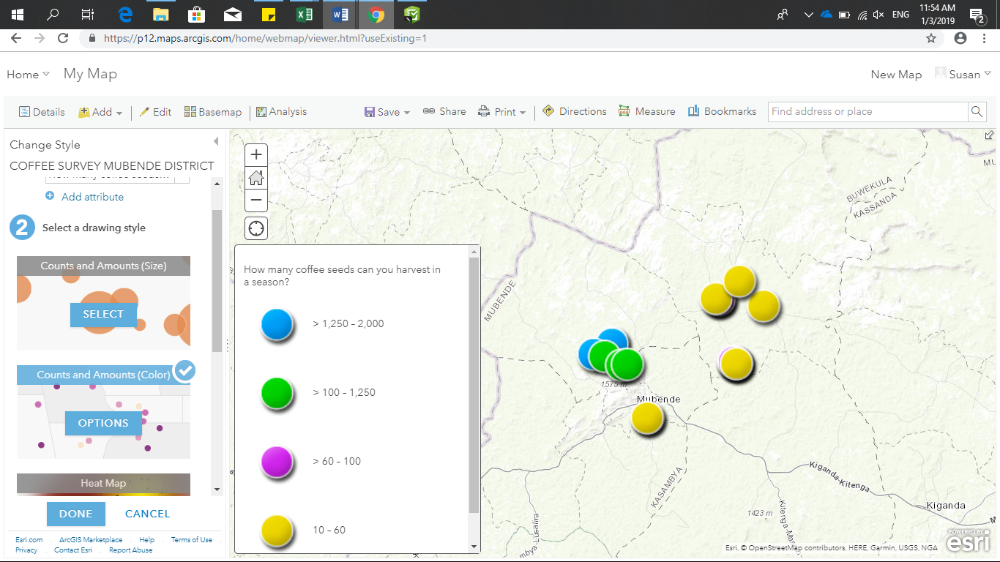 ENG
11:54 AM
1/3/2019
2
https://p12.maps.arcgis.com/home/webmap/viewer.html?useExisting=1
Home My Map New Map Susan
Details Add Edit Basemap Analysis Save Share Print Directions Measure Bookmarks Find address or place
Change Style
COFFEE SURVEY MUBENDE DISTRICT
Add attribute
2 Select a drawing style
Counts and Amounts (Size)
SELECT
Counts and Amounts (Color)
OPTIONS
Heat Map
DONE CANCEL
Esri.com . ArcGIS Marketplace . Help . Terms of Use .
Privacy . Contact Esri . Report Abuse
How many coffee seeds can you harvest in
a season?
> 1,250 – 2,000
> 100 – 1,250
> 60 – 100
10 – 60
MUBENDE
BUWEKULA
KASSANDA
MU
1575 m
Mubende
KASAMBYA
Kiganda-Kitenga
Kiganda
1423 m
Kitenga-Mas
mbya-Lusalira
Esri, © OpenStreetMap contributors, HERE, Garmin, USGS, NGA
POWERED BY
esri